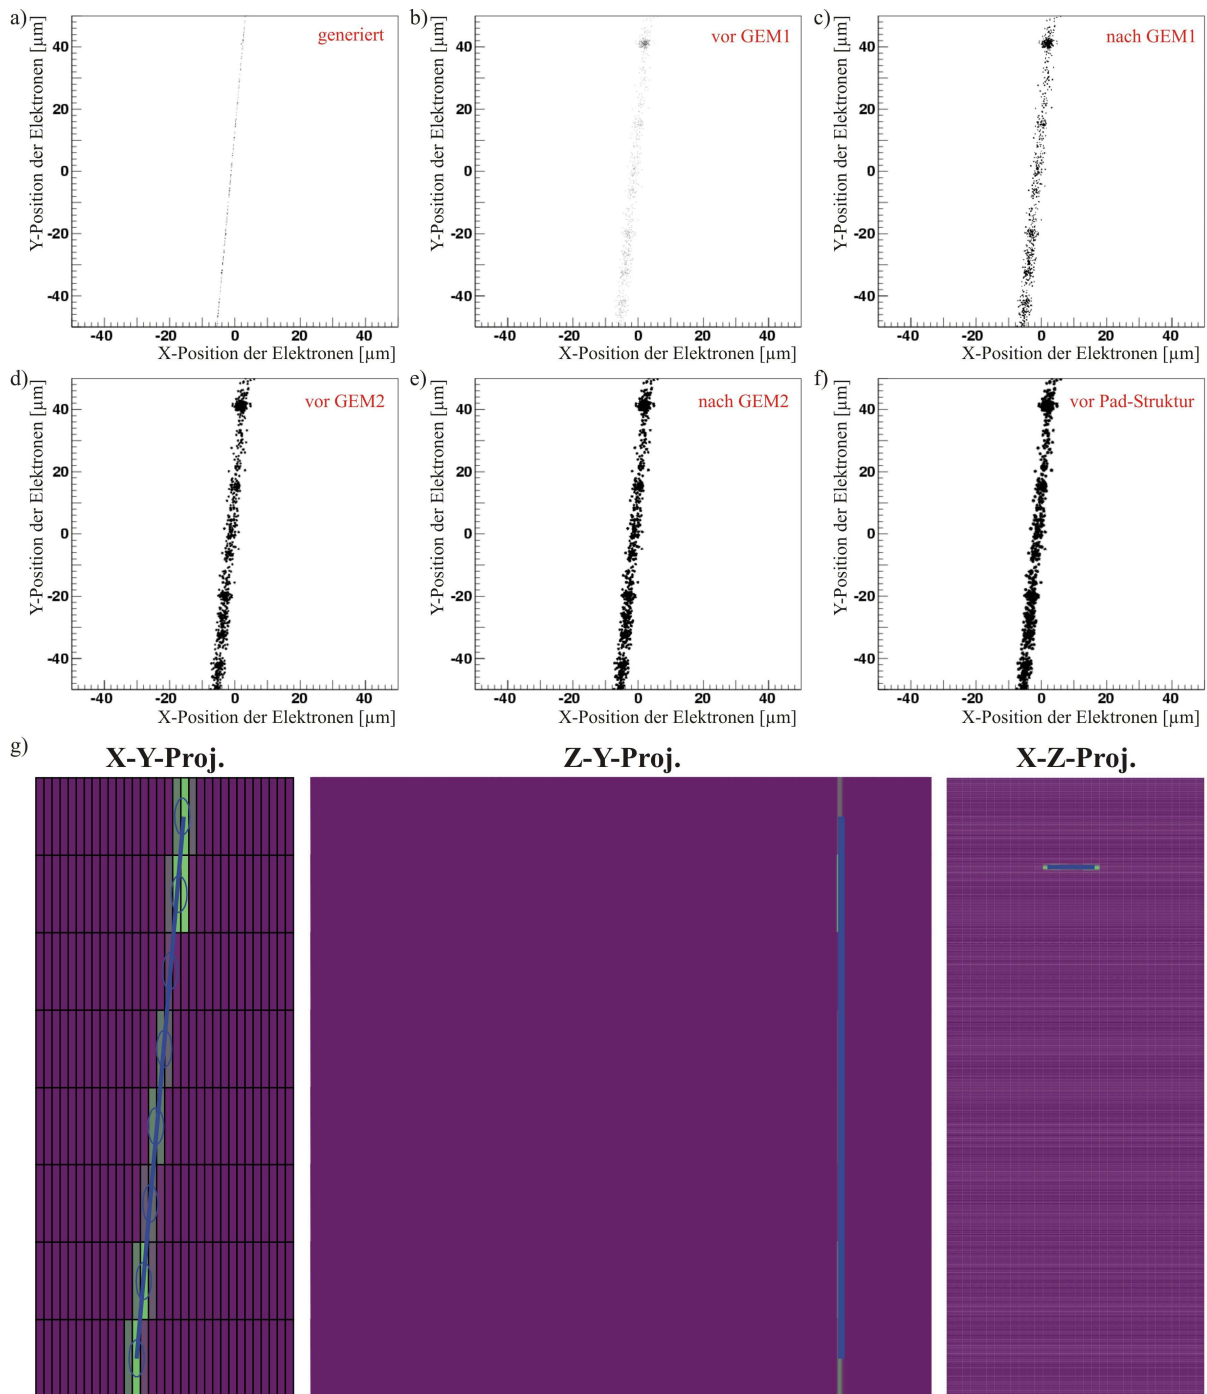 a)
generiert
Y-Position der Elektronen [µm]
40
20
0
-20
-40
-40 -20 0 20 40
X-Position der Elektronen [µm]
b)
vor GEM1
Y-Position der Elektronen [µm]
40
20
0
-20
-40
-40 -20 0 20 40
X-Position der Elektronen [µm]
c)
nach GEM1
Y-Position der Elektronen [µm]
40
20
0
-20
-40
-40 -20 0 20 40
X-Position der Elektronen [µm]
d)
vor GEM2
Y-Position der Elektronen [µm]
40
20
0
-20
-40
-40 -20 0 20 40
X-Position der Elektronen [µm]
e)
nach GEM2
Y-Position der Elektronen [µm]
40
20
0
-20
-40
-40 -20 0 20 40
X-Position der Elektronen [µm]
f)
vor Pad-Struktur
Y-Position der Elektronen [µm]
40
20
0
-20
-40
-40 -20 0 20 40
X-Position der Elektronen [µm]
g)
X-Y-Proj.
Z-Y-Proj.
X-Z-Proj.